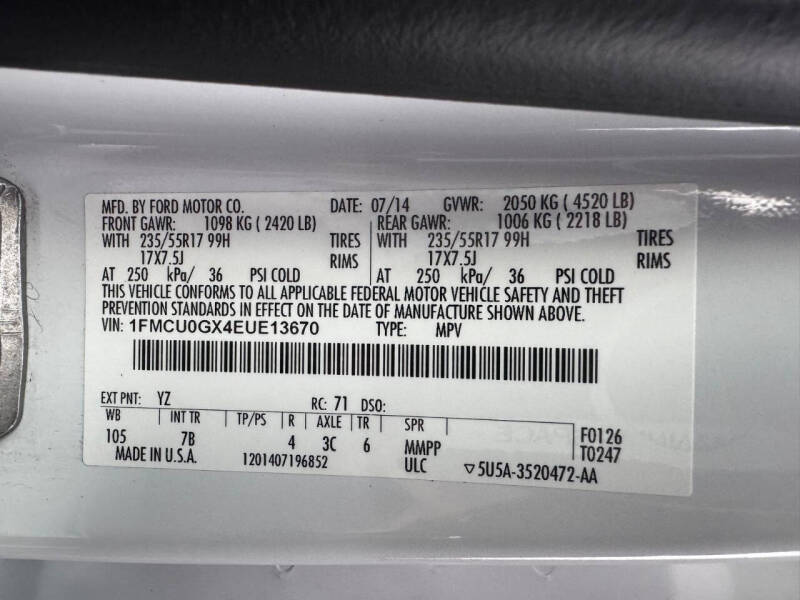 MFD. BY FORD MOTOR CO. DATE: 07/14 GVWR: 2050 KG ( 4520 LB)
FRONT GAWR: 1098 KG ( 2420 LB) REAR GAWR: 1006 KG ( 2218 LB)
WITH 235/55R17 99H TIRES WITH 235/55R17 99H TIRES
17X7.5J RIMS 17X7.5J RIMS
AT 250 kPa/ 36 PSI COLD AT 250 kPa/ 36 PSI COLD
THIS VEHICLE CONFORMS TO ALL APPLICABLE FEDERAL MOTOR VEHICLE SAFETY AND THEFT
PREVENTION STANDARDS IN EFFECT ON THE DATE OF MANUFACTURE SHOWN ABOVE.
VIN: 1FMCU0GX4EUE13670 TYPE: MPV
EXT PNT: YZ RC: 71 DSO:
WB INT TR TP/PS R AXLE TR SPR
105 7B 4 3C 6 MMPP F0126
MADE IN U.S.A. 1201407196852 ULC T0247
▽5U5A-3520472-AA